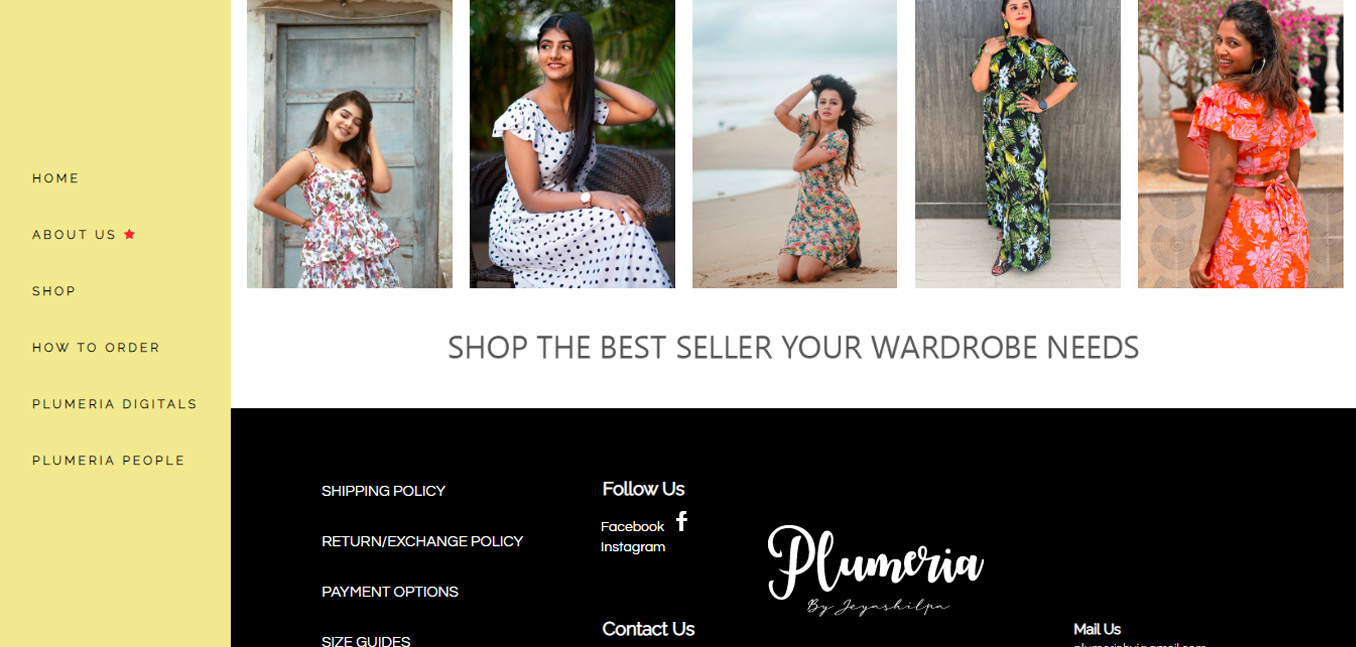 HOME
ABOUT US
SHOP
HOW TO ORDER
PLUMERIA DIGITALS
PLUMERIA PEOPLE
SHOP THE BEST SELLER YOUR WARDROBE NEEDS
SHIPPING POLICY
RETURN/EXCHANGE POLICY
PAYMENT OPTIONS
SIZE GUIDES
Follow Us
Facebook
Instagram
Contact Us
Plumeria
By Jeyashilpa
Mail Us